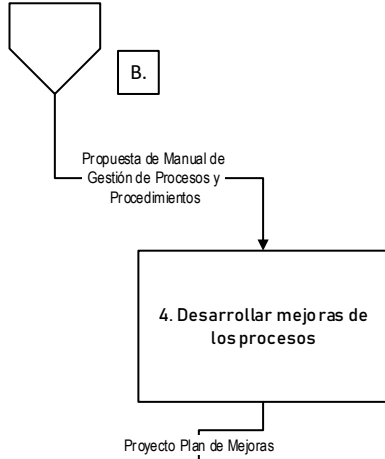 B.
Propuesta de Manual de
Gestión de Procesos y
Procedimientos
4. Desarrollar mejoras de
los procesos
Proyecto Plan de Mejoras